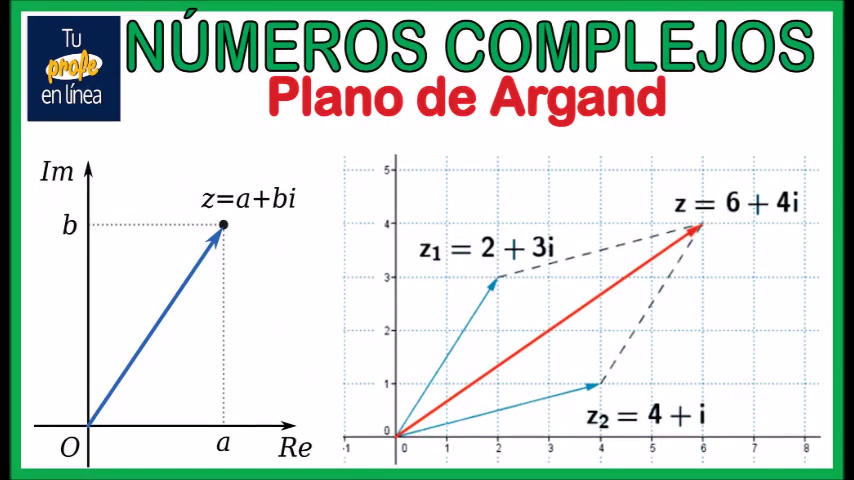 Tu
profe
en línea
NÚMEROS COMPLEJOS
Plano de Argand
Im
z=a+bi
b
O
a
Re
5
4
3
2
1
0
-1
0
1
2
3
4
5
6
7
8
z = 6 + 4i
z₁ = 2 + 3i
z₂ = 4 + i